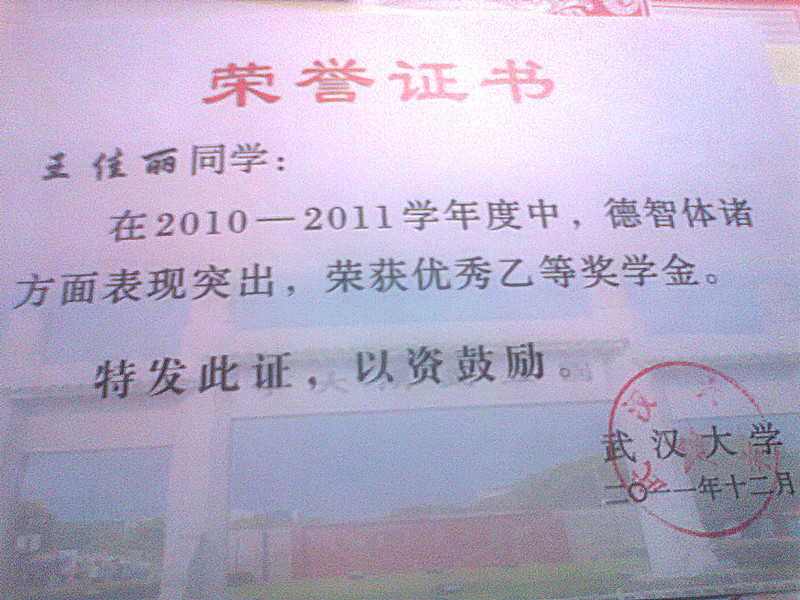 荣誉证书
王佳丽同学：
在2010—2011学年度中，德智体诸
方面表现突出，荣获优秀乙等奖学金。
特发此证，以资鼓励。
武汉大学
二〇一一年十二月